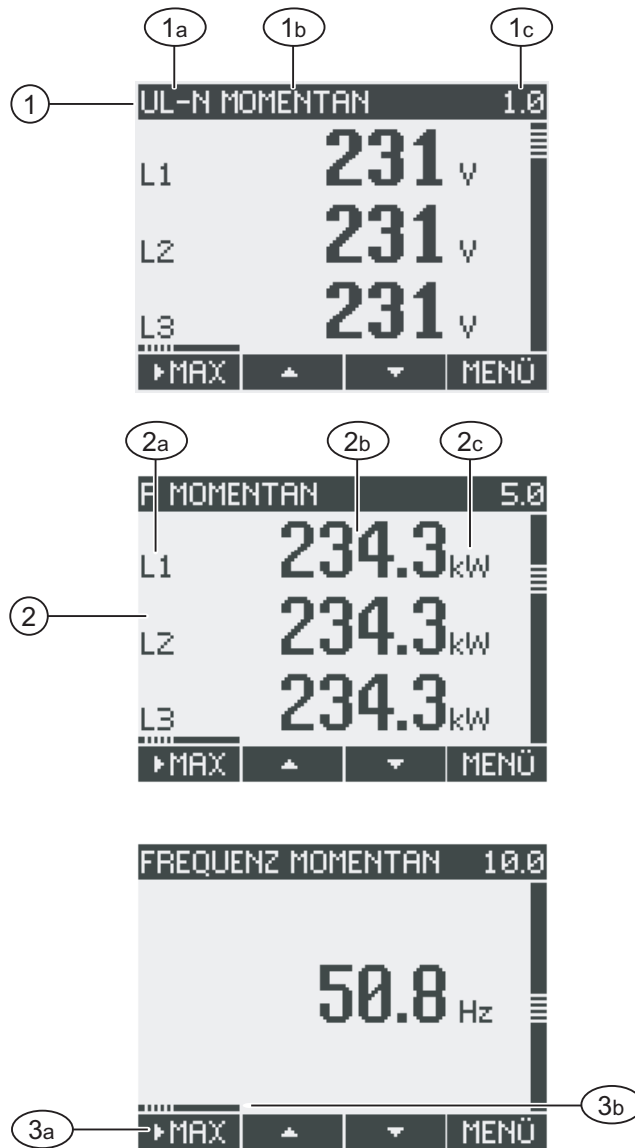 1a 1b 1c
1
UL-N MOMENTAN 1.0
L1 231 V
L2 231 V
L3 231 V
▶MAX ▲ ▼ MENÜ
2a 2b 2c
P MOMENTAN 5.0
L1 234.3 kW
2
L2 234.3 kW
L3 234.3 kW
▶MAX ▲ ▼ MENÜ
FREQUENZ MOMENTAN 10.0
50.8 Hz
3b
3a
▶MAX ▲ ▼ MENÜ